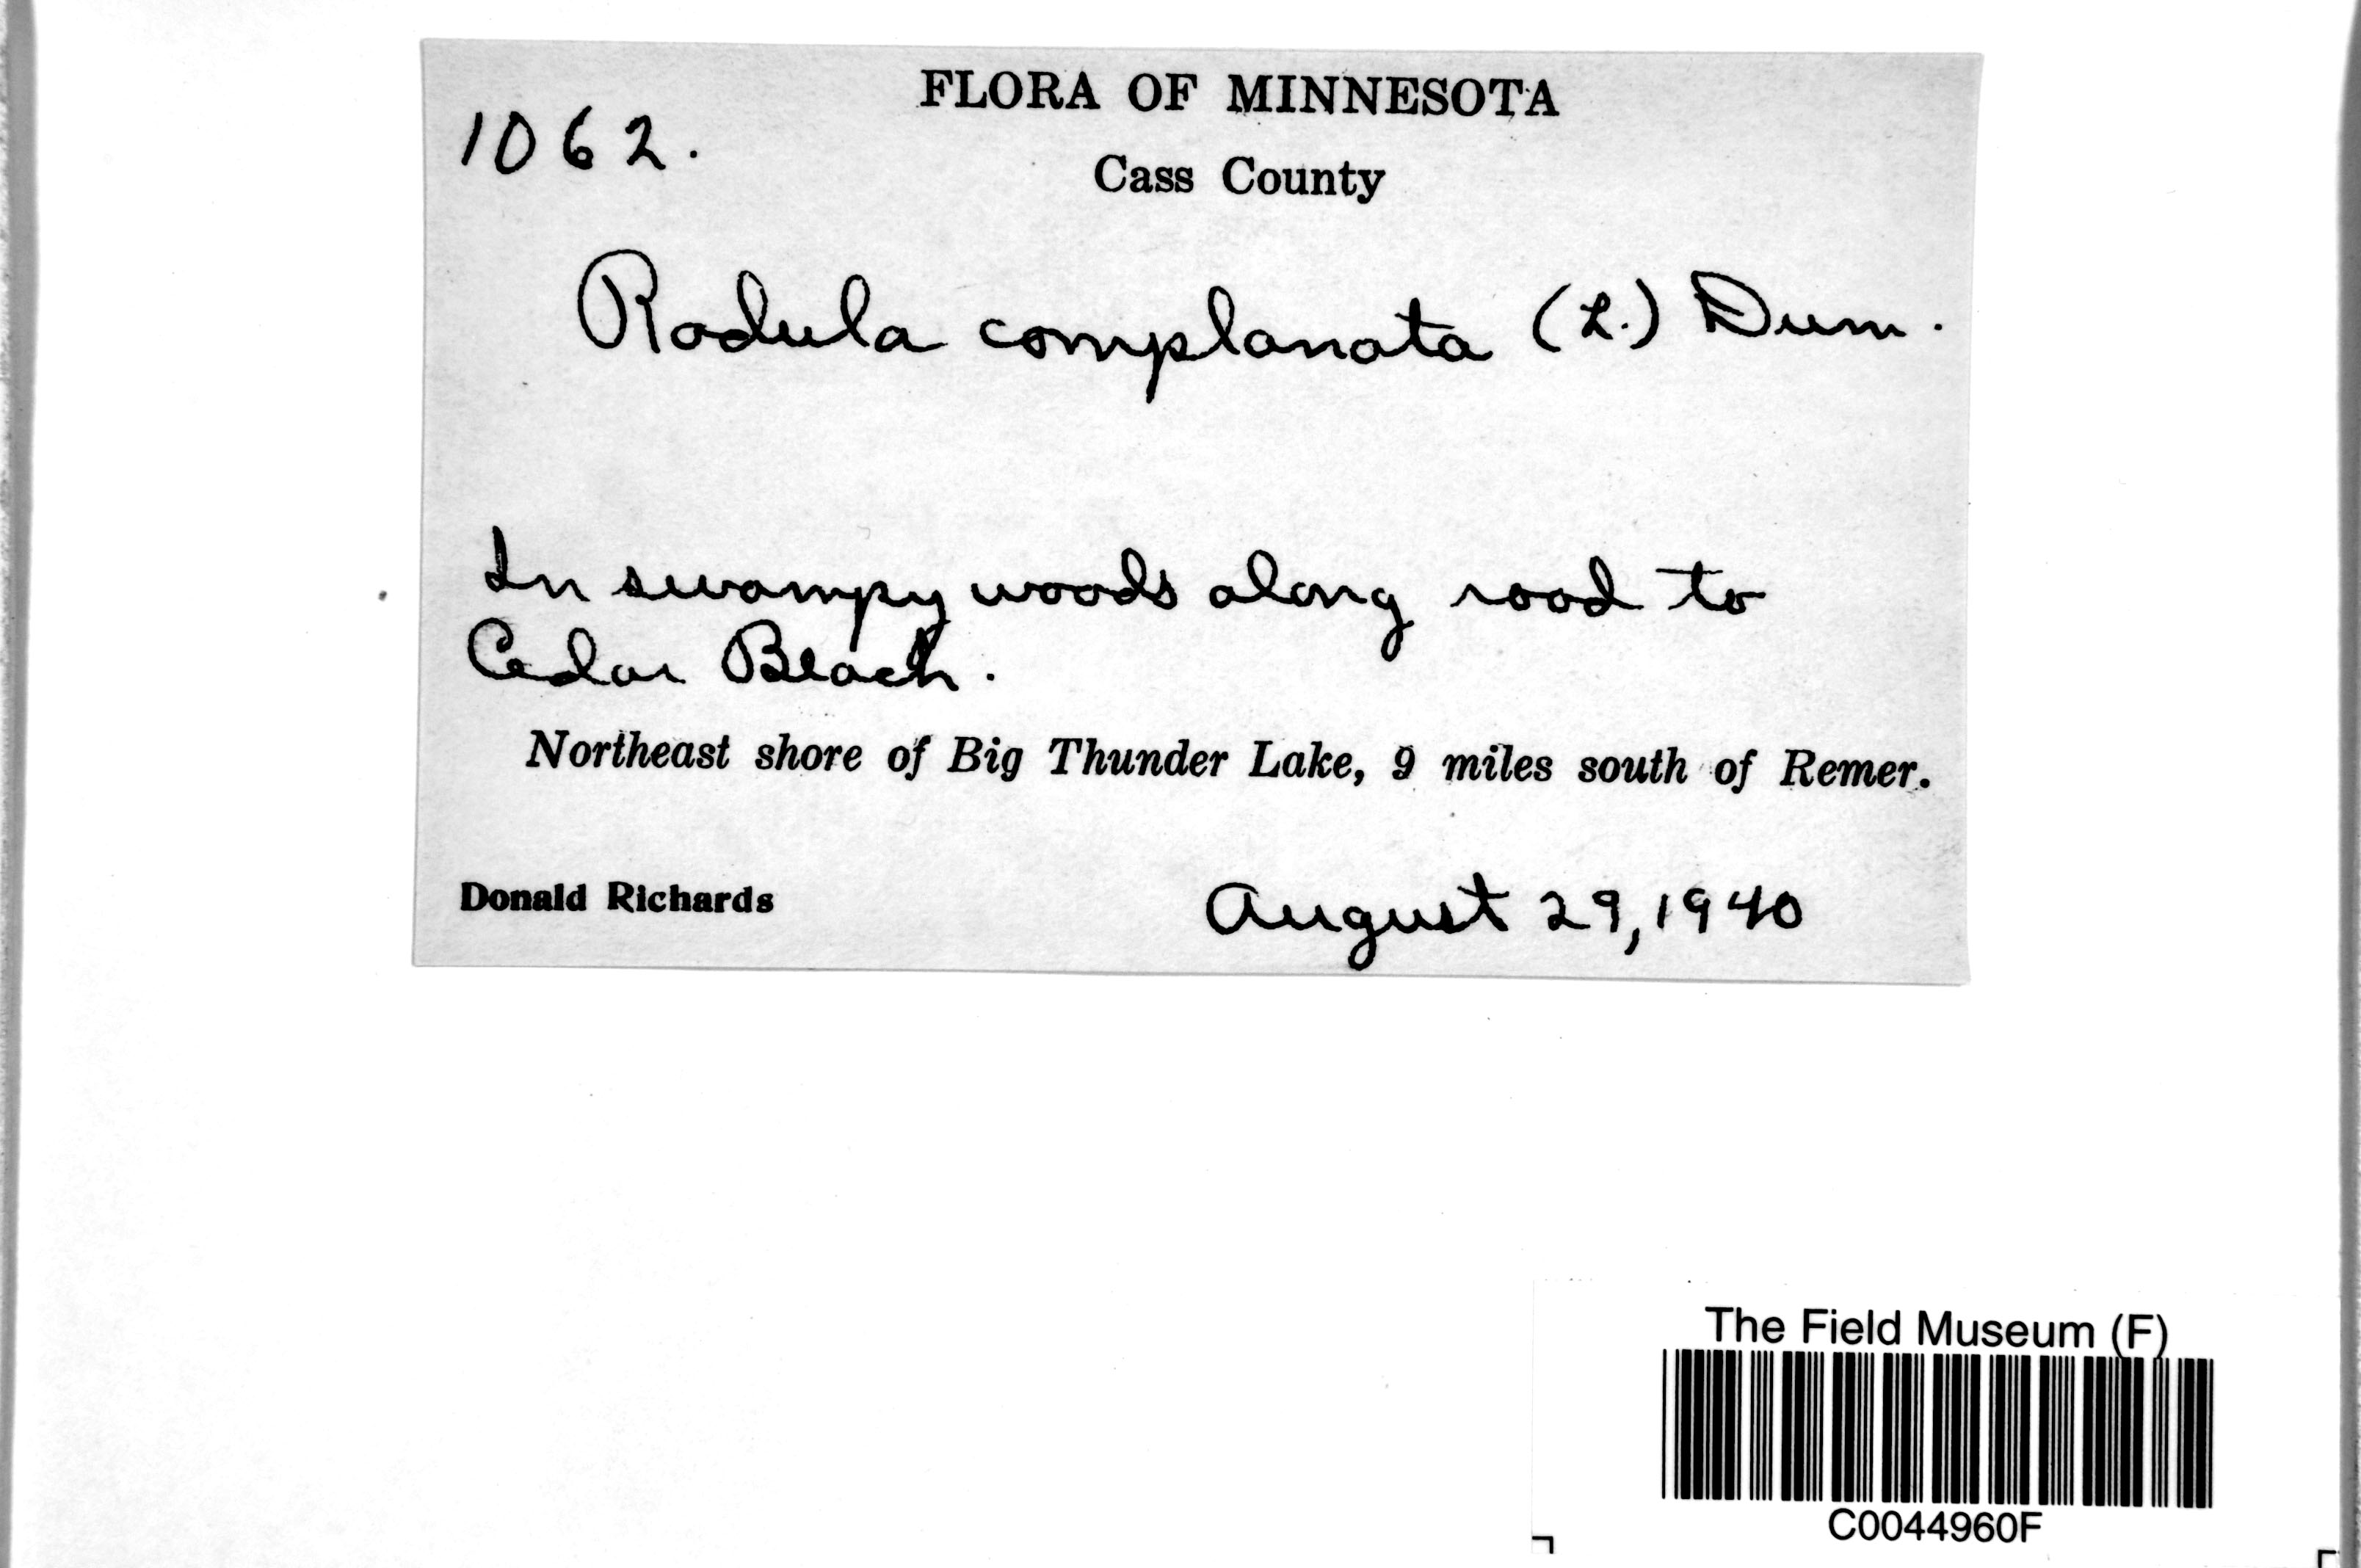 FLORA OF MINNESOTA
1062.
Cass County
Radula complanata (L.) Dum.
In swampy woods along road to
Cedar Beach.
Northeast shore of Big Thunder Lake, 9 miles south of Remer.
Donald Richards
August 29, 1940
The Field Museum (F)
C0044960F